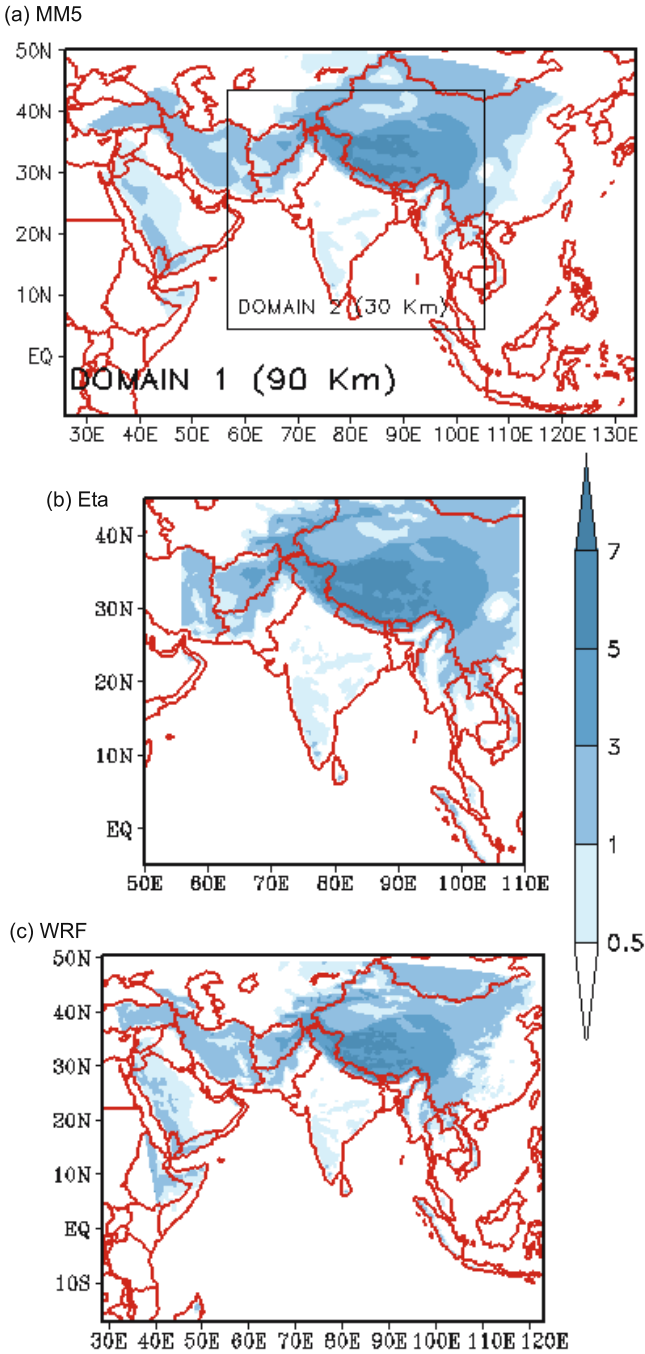 (a) MM5
50N
40N
30N
20N
10N
EQ
DOMAIN 2 (30 Km)
DOMAIN 1 (90 Km)
30E 40E 50E 60E 70E 80E 90E 100E 110E 120E 130E
(b) Eta
40N
30N
20N
10N
EQ
50E 60E 70E 80E 90E 100E 110E
7
5
3
1
0.5
(c) WRF
50N
40N
30N
20N
10N
EQ
10S
30E 40E 50E 60E 70E 80E 90E 100E 110E 120E